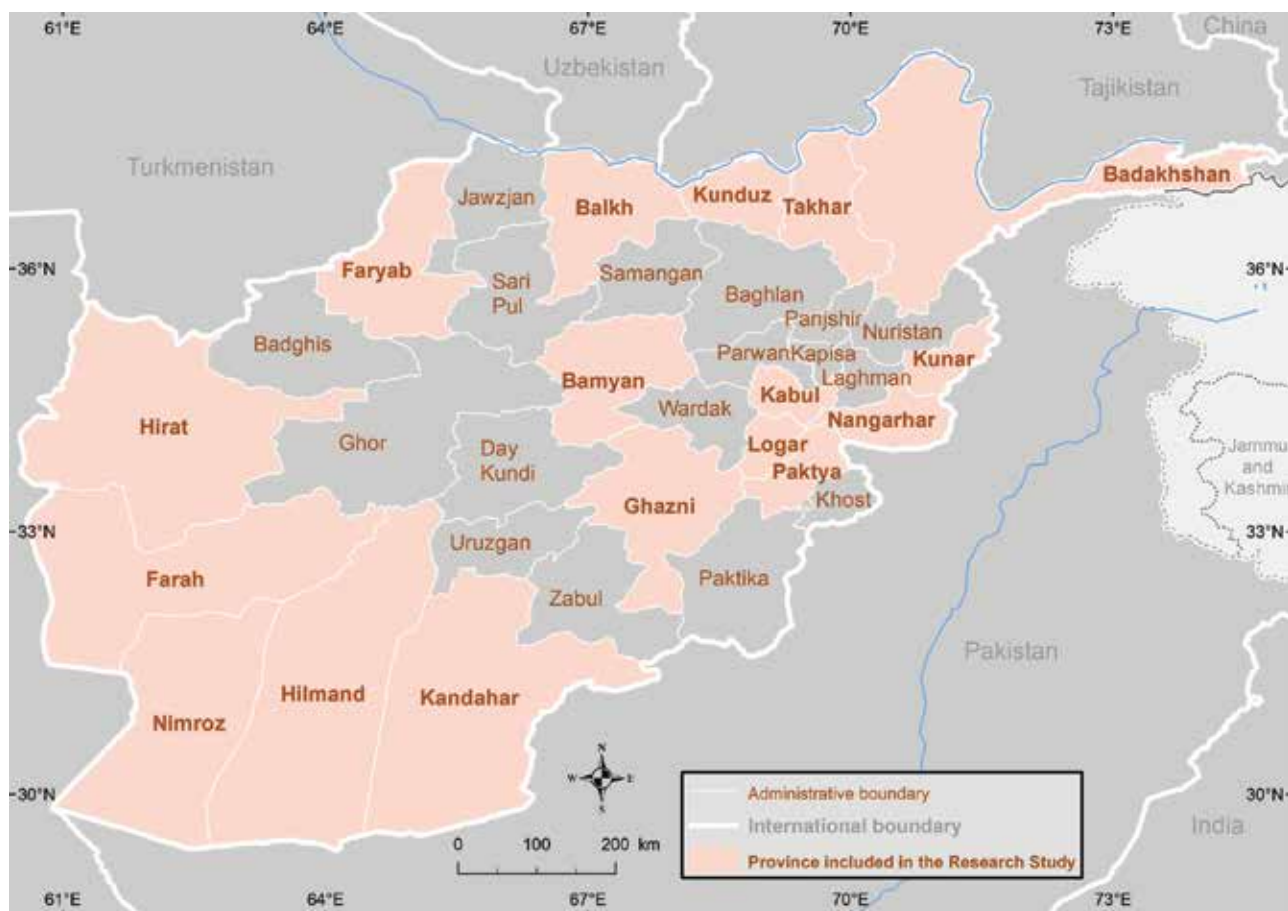 61°E 64°E 67°E 70°E 73°E
China
Uzbekistan
Tajikistan
Turkmenistan
Badakhshan
Jawzjan
Balkh
Kunduz
Takhar
36°N
36°N
Faryab
Sari
Pul
Samangan
Baghlan
Panjshir
Nuristan
Badghis
Parwan
Kapisa
Kunar
Bamyan
Laghman
Kabul
Wardak
Nangarhar
Hirat
Ghor
Day
Kundi
Logar
Paktya
Jammu
and
Kashmir
Ghazni
Khost
33°N
33°N
Uruzgan
Farah
Zabul
Paktika
Pakistan
Hilmand
Kandahar
Nimroz
N
W E
S
30°N
30°N
Administrative boundary
International boundary
Province included in the Research Study
India
0 100 200 km
61°E 64°E 67°E 70°E 73°E